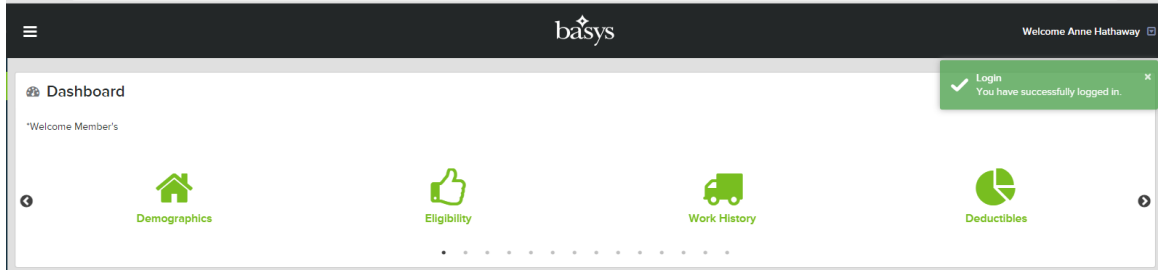 basys
Welcome Anne Hathaway
Login
You have successfully logged in.
Dashboard
*Welcome Member's
Demographics
Eligibility
Work History
Deductibles